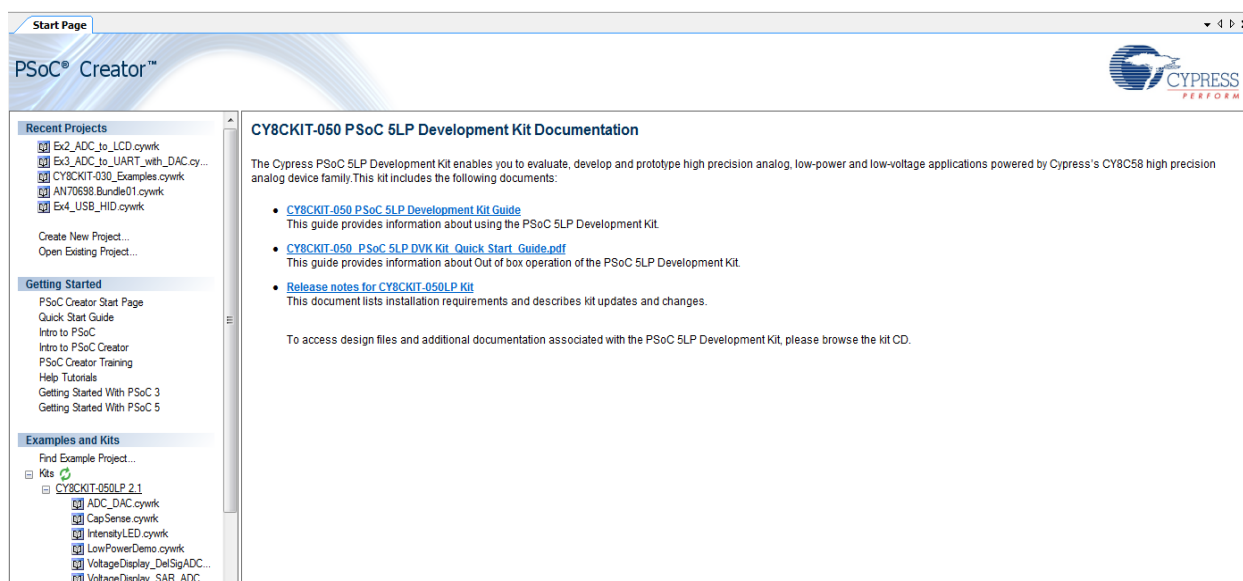 Start Page
PSoC® Creator™
CYPRESS
PERFORM
Recent Projects
Ex2_ADC_to_LCD.cywrk
Ex3_ADC_to_UART_with_DAC.cy...
CY8CKIT-030_Examples.cywrk
AN70698.Bundle01.cywrk
Ex4_USB_HID.cywrk
Create New Project...
Open Existing Project...
Getting Started
PSoC Creator Start Page
Quick Start Guide
Intro to PSoC
Intro to PSoC Creator
PSoC Creator Training
Help Tutorials
Getting Started With PSoC 3
Getting Started With PSoC 5
Examples and Kits
Find Example Project...
Kits
CY8CKIT-050LP 2.1
ADC_DAC.cywrk
CapSense.cywrk
IntensityLED.cywrk
LowPowerDemo.cywrk
VoltageDisplay_DelSigADC...
VoltageDisplay_SAR_ADC
CY8CKIT-050 PSoC 5LP Development Kit Documentation
The Cypress PSoC 5LP Development Kit enables you to evaluate, develop and prototype high precision analog, low-power and low-voltage applications powered by Cypress's CY8C58 high precision
analog device family.This kit includes the following documents:
• CY8CKIT-050 PSoC 5LP Development Kit Guide
This guide provides information about using the PSoC 5LP Development Kit.
• CY8CKIT-050_PSoC 5LP DVK Kit_Quick Start_Guide.pdf
This guide provides information about Out of box operation of the PSoC 5LP Development Kit.
• Release notes for CY8CKIT-050LP Kit
This document lists installation requirements and describes kit updates and changes.
To access design files and additional documentation associated with the PSoC 5LP Development Kit, please browse the kit CD.